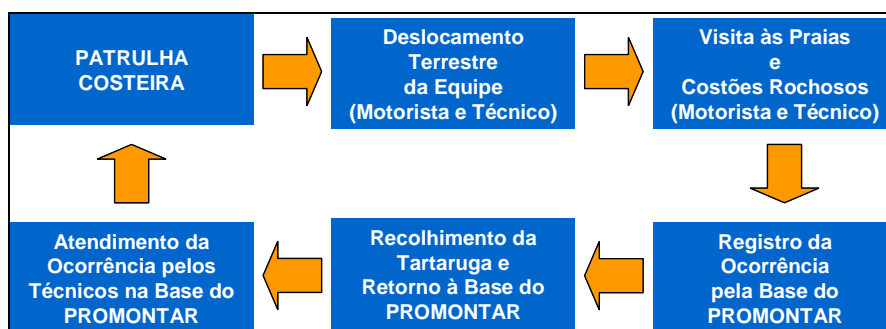 PATRULHA
COSTEIRA
Deslocamento
Terrestre
da Equipe
(Motorista e Técnico)
Visita às Praias
e
Costões Rochosos
(Motorista e Técnico)
Registro da
Ocorrência
pela Base do
PROMONTAR
Recolhimento da
Tartaruga e
Retorno à Base do
PROMONTAR
Atendimento da
Ocorrência pelos
Técnicos na Base do
PROMONTAR